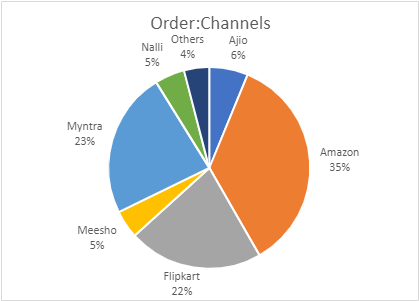 Order:Channels
Ajio
6%
Amazon
35%
Flipkart
22%
Meesho
5%
Myntra
23%
Nalli
5%
Others
4%